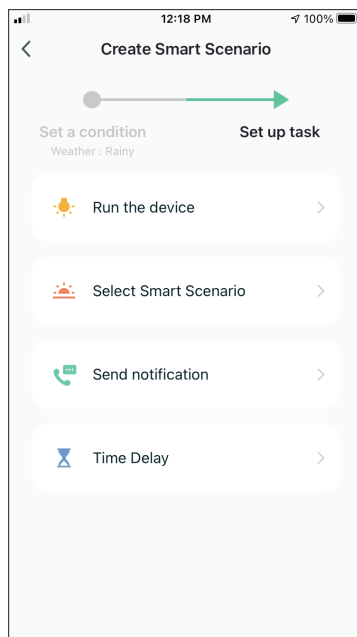 12:18 PM 100%
Create Smart Scenario
Set a condition Set up task
Weather : Rainy
Run the device
Select Smart Scenario
Send notification
Time Delay